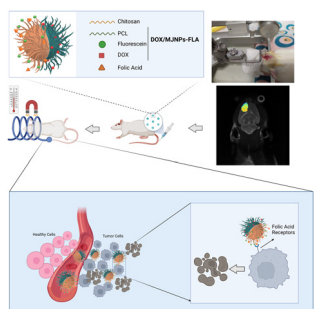 Chitosan
PCL
Fluorescein
DOX
Folic Acid
DOX/MJNPs-FLA
Healthy Cells
Tumor Cells
Folic Acid
Receptors